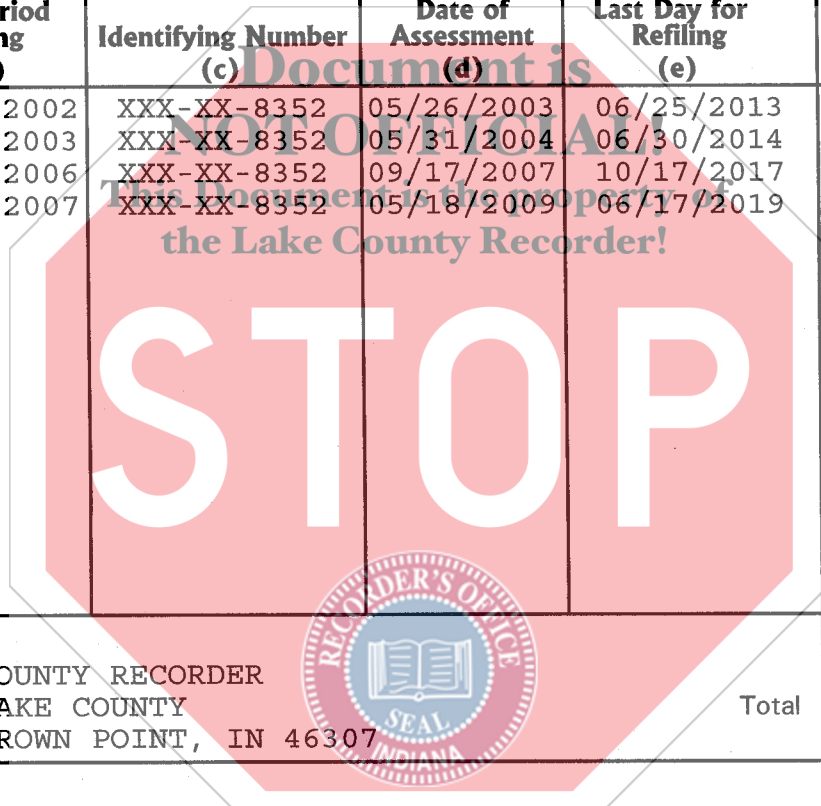 riod
ng
)
Identifying Number
(c)
Date of
Assessment
(d)
Last Day for
Refiling
(e)
Document is
NOT OFFICIAL!
This Document is the property of
the Lake County Recorder!
2002 XXX-XX-8352 05/26/2003 06/25/2013
2003 XXX-XX-8352 05/31/2004 06/30/2014
2006 XXX-XX-8352 09/17/2007 10/17/2017
2007 XXX-XX-8352 05/18/2009 06/17/2019
STOP
RECORDER'S OFFICE
SEAL
INDIANA
OUNTY RECORDER
AKE COUNTY
ROWN POINT, IN 46307
Total